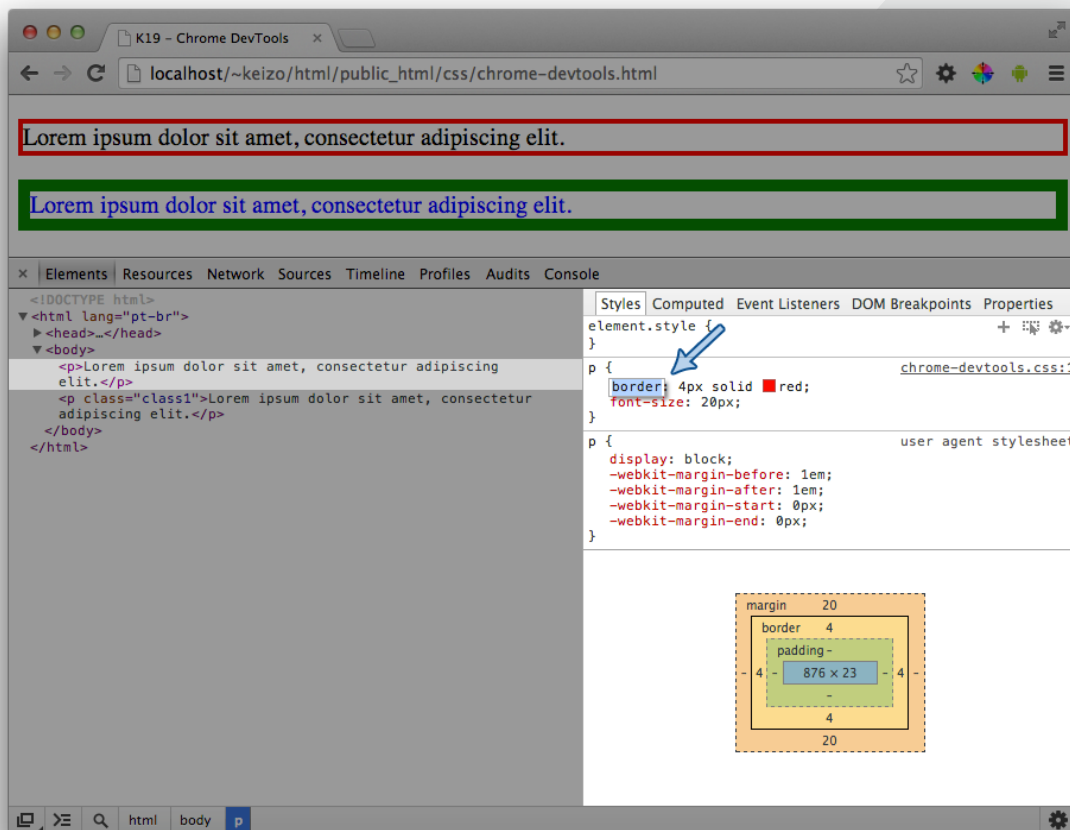 K19 – Chrome DevTools
localhost/~keizo/html/public_html/css/chrome-devtools.html
Lorem ipsum dolor sit amet, consectetur adipiscing elit.
Lorem ipsum dolor sit amet, consectetur adipiscing elit.
Elements Resources Network Sources Timeline Profiles Audits Console
<!DOCTYPE html>
<html lang="pt-br">
<head>…</head>
<body>
<p>Lorem ipsum dolor sit amet, consectetur adipiscing
elit.</p>
<p class="class1">Lorem ipsum dolor sit amet, consectetur
adipiscing elit.</p>
</body>
</html>
Styles Computed Event Listeners DOM Breakpoints Properties
element.style {
}
p { chrome-devtools.css:1
border: 4px solid red;
font-size: 20px;
}
p { user agent stylesheet
display: block;
-webkit-margin-before: 1em;
-webkit-margin-after: 1em;
-webkit-margin-start: 0px;
-webkit-margin-end: 0px;
}
margin 20
border 4
padding -
- 4 - 876 × 23 - 4 -
-
4
20
html body p